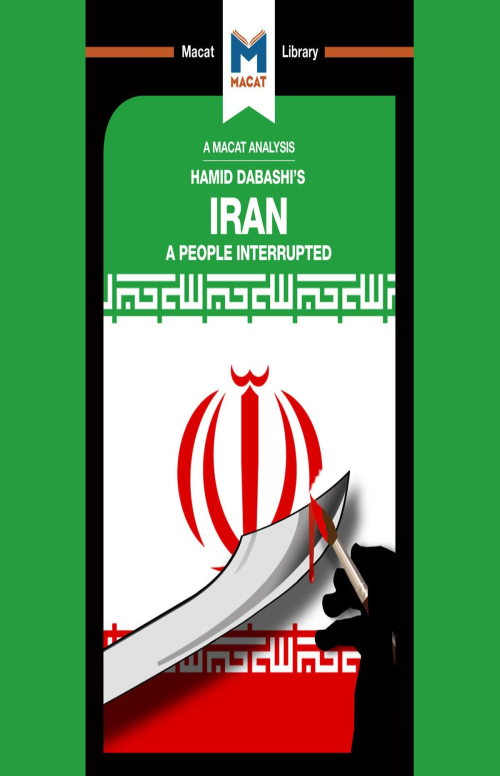 Macat Library
MACAT
A MACAT ANALYSIS
HAMID DABASHI'S
IRAN
A PEOPLE INTERRUPTED